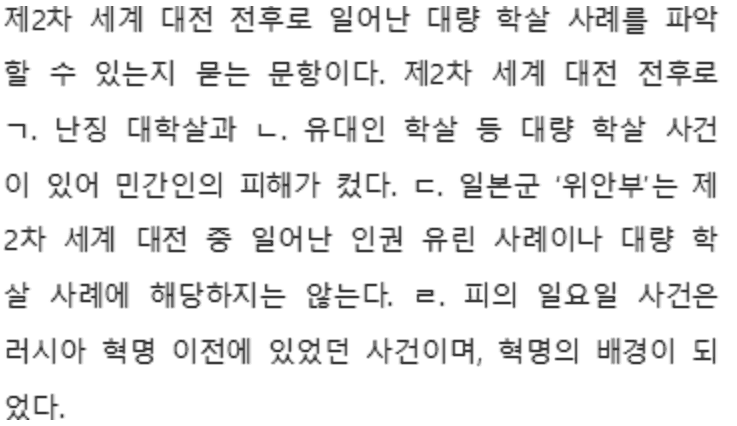 제2차 세계 대전 전후로 일어난 대량 학살 사례를 파악
할 수 있는지 묻는 문항이다. 제2차 세계 대전 전후로
ㄱ. 난징 대학살과 ㄴ. 유대인 학살 등 대량 학살 사건
이 있어 민간인의 피해가 컸다. ㄷ. 일본군 '위안부'는 제
2차 세계 대전 중 일어난 인권 유린 사례이나 대량 학
살 사례에 해당하지는 않는다. ㄹ. 피의 일요일 사건은
러시아 혁명 이전에 있었던 사건이며, 혁명의 배경이 되
었다.